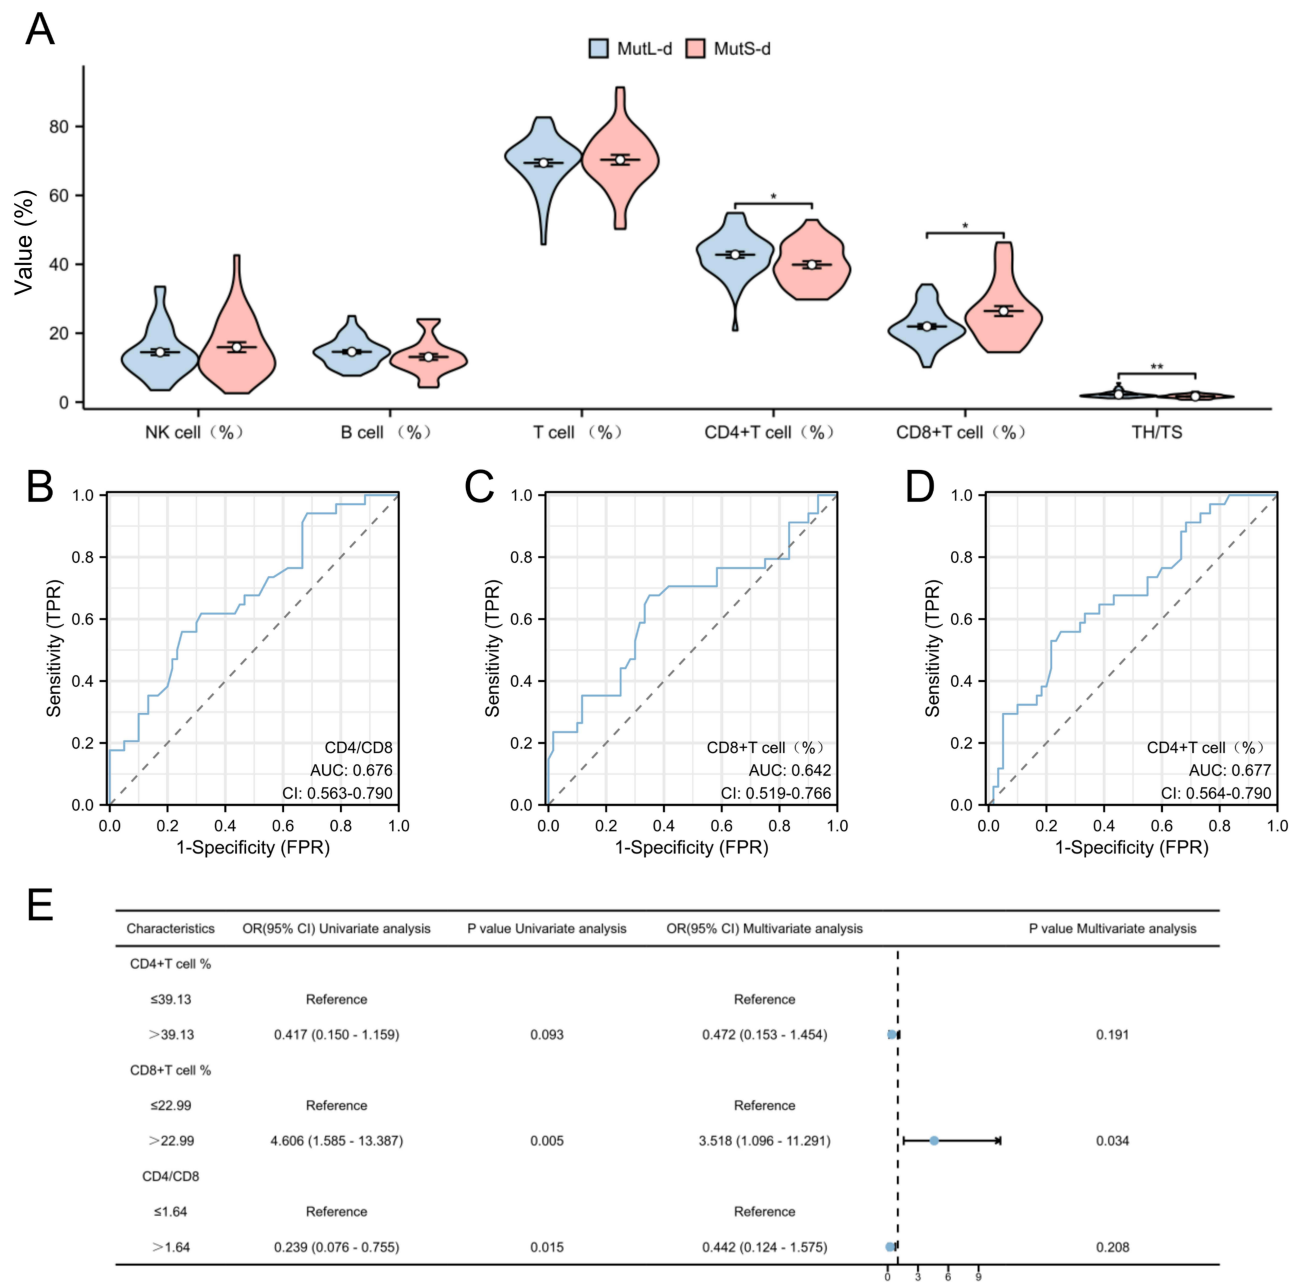 A
MutL-d MutS-d
Value (%)
80
60
40
20
0
*
*
**
NK cell（%） B cell （%） T cell （%） CD4+T cell（%） CD8+T cell（%） TH/TS
B
Sensitivity (TPR)
1.0
0.8
0.6
0.4
0.2
0.0
CD4/CD8
AUC: 0.676
CI: 0.563-0.790
0.0 0.2 0.4 0.6 0.8 1.0
1-Specificity (FPR)
C
Sensitivity (TPR)
1.0
0.8
0.6
0.4
0.2
0.0
CD8+T cell（%）
AUC: 0.642
CI: 0.519-0.766
0.0 0.2 0.4 0.6 0.8 1.0
1-Specificity (FPR)
D
Sensitivity (TPR)
1.0
0.8
0.6
0.4
0.2
0.0
CD4+T cell（%）
AUC: 0.677
CI: 0.564-0.790
0.0 0.2 0.4 0.6 0.8 1.0
1-Specificity (FPR)
E
Characteristics OR(95% CI) Univariate analysis P value Univariate analysis OR(95% CI) Multivariate analysis P value Multivariate analysis
CD4+T cell %
≤39.13 Reference Reference
＞39.13 0.417 (0.150 - 1.159) 0.093 0.472 (0.153 - 1.454) 0.191
CD8+T cell %
≤22.99 Reference Reference
＞22.99 4.606 (1.585 - 13.387) 0.005 3.518 (1.096 - 11.291) 0.034
CD4/CD8
≤1.64 Reference Reference
＞1.64 0.239 (0.076 - 0.755) 0.015 0.442 (0.124 - 1.575) 0.208
0 3 6 9